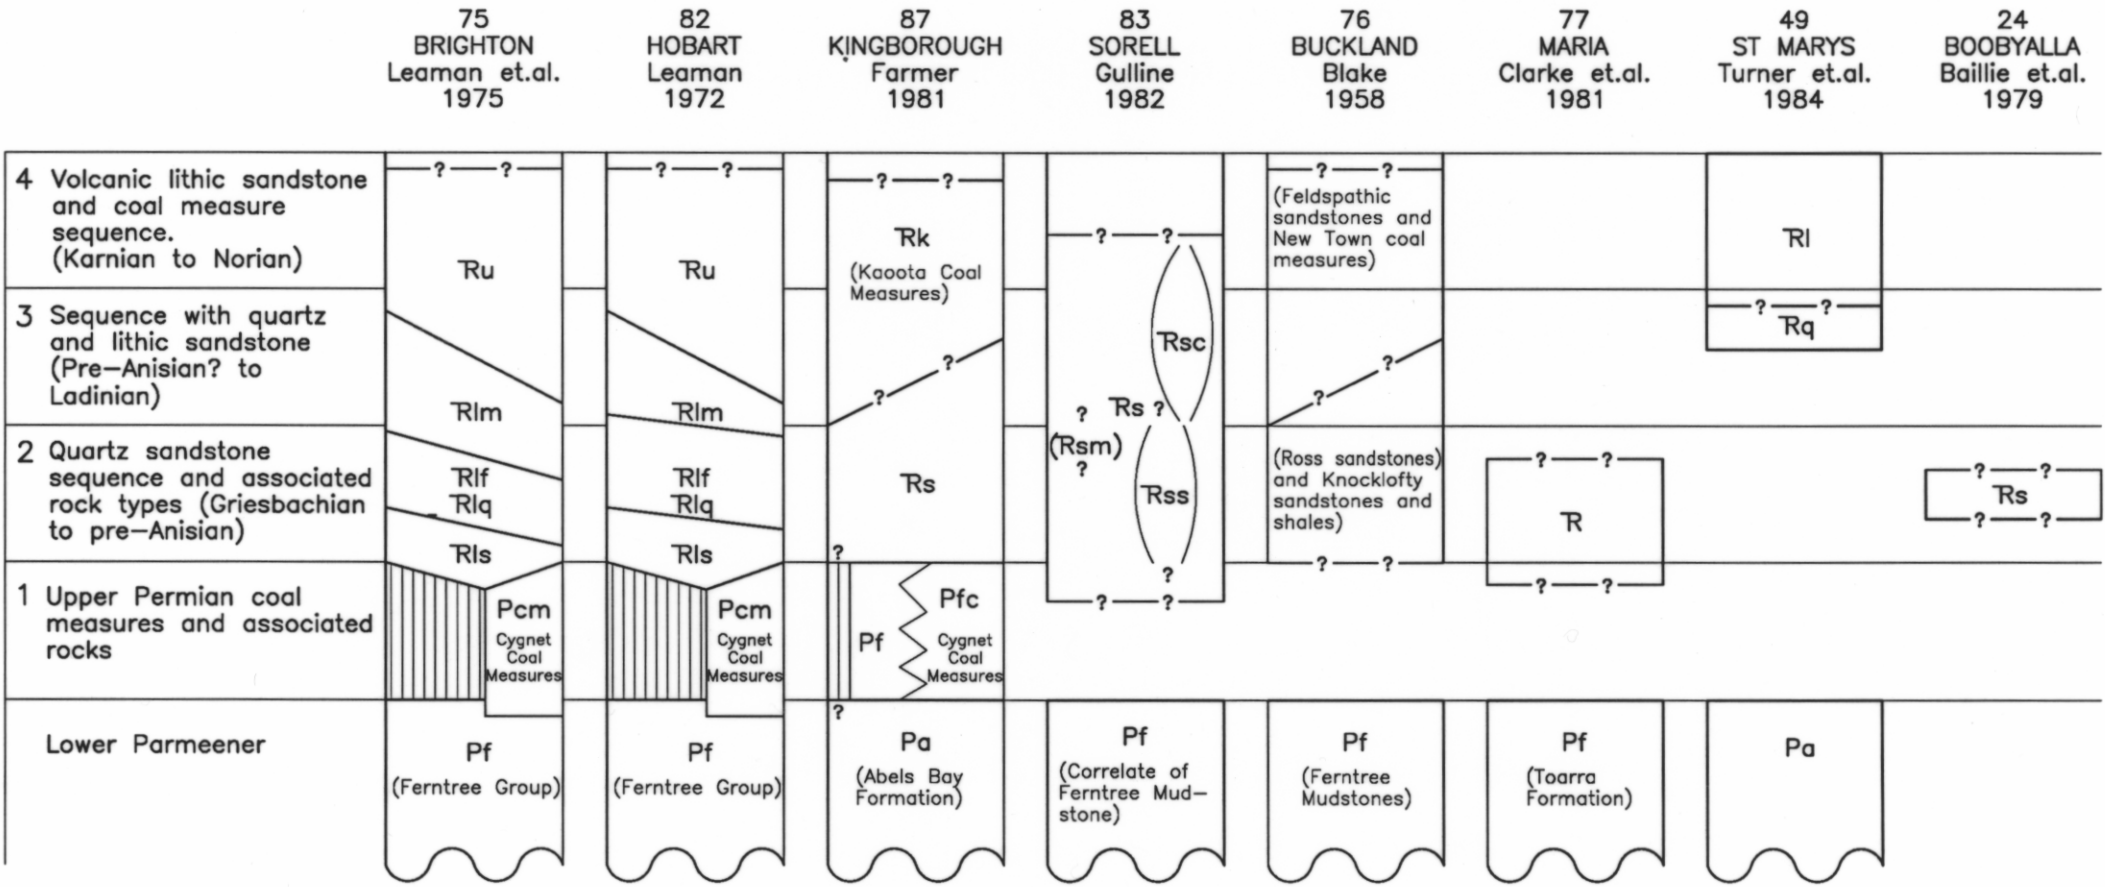 75
BRIGHTON
Leaman et.al.
1975
82
HOBART
Leaman
1972
87
KINGBOROUGH
Farmer
1981
83
SORELL
Gulline
1982
76
BUCKLAND
Blake
1958
77
MARIA
Clarke et.al.
1981
49
ST MARYS
Turner et.al.
1984
24
BOOBYALLA
Baillie et.al.
1979
4 Volcanic lithic sandstone
and coal measure
sequence.
(Karnian to Norian)
3 Sequence with quartz
and lithic sandstone
(Pre–Anisian? to
Ladinian)
2 Quartz sandstone
sequence and associated
rock types (Griesbachian
to pre–Anisian)
1 Upper Permian coal
measures and associated
rocks
Lower Parmeener
? ?
Ru
Rlm
Rlf
Rlq
Rls
Pcm
Cygnet
Coal
Measures
Pf
(Ferntree Group)
? ?
Ru
Rlm
Rlf
Rlq
Rls
Pcm
Cygnet
Coal
Measures
Pf
(Ferntree Group)
? ?
Rk
(Kaoota Coal
Measures)
? ?
Rs
?
Pf
Pfc
Cygnet
Coal
Measures
?
Pa
(Abels Bay
Formation)
? ?
Rsc
? Rs ?
(Rsm)
?
Rss
?
? ?
Pf
(Correlate of
Ferntree Mud–
stone)
? ?
(Feldspathic
sandstones and
New Town coal
measures)
? ?
(Ross sandstones)
and Knocklofty
sandstones and
shales)
? ?
Pf
(Ferntree
Mudstones)
? ?
R
? ?
Pf
(Toarra
Formation)
Rl
? ?
Rq
Pa
? ?
Rs
? ?